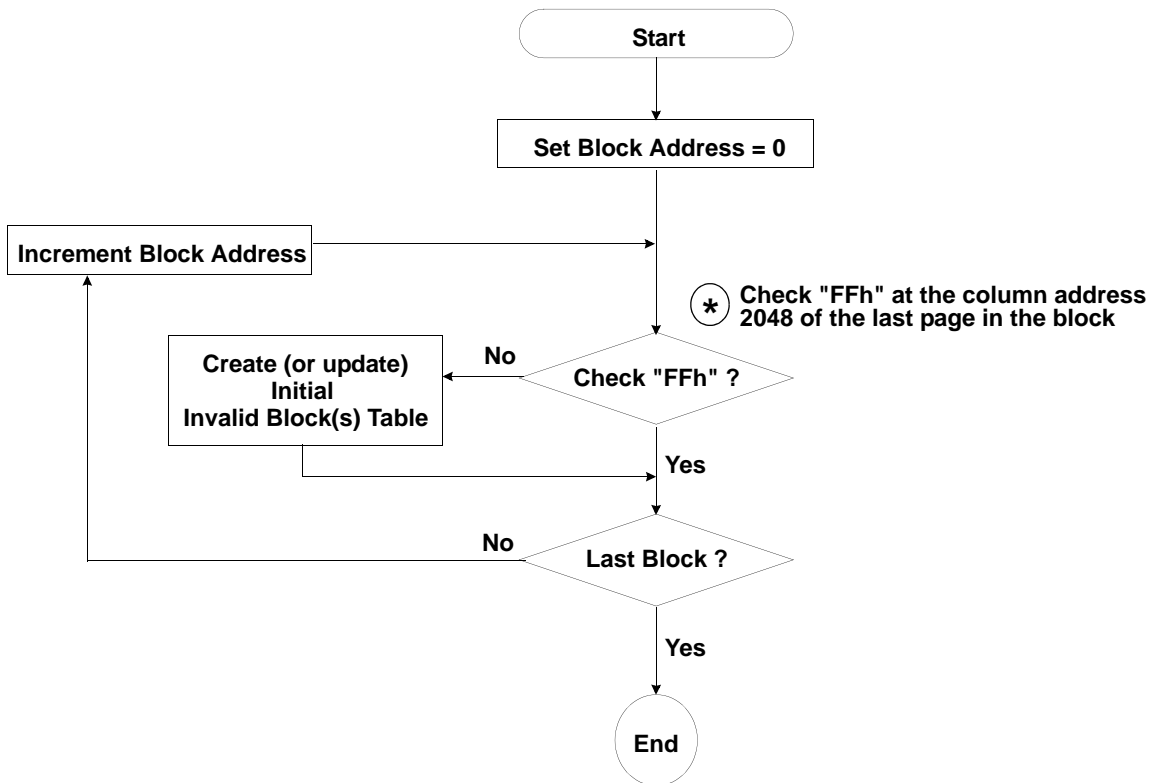 Start
Set Block Address = 0
Increment Block Address
* Check "FFh" at the column address
2048 of the last page in the block
No
Create (or update)
Initial
Invalid Block(s) Table
Check "FFh" ?
Yes
No
Last Block ?
Yes
End